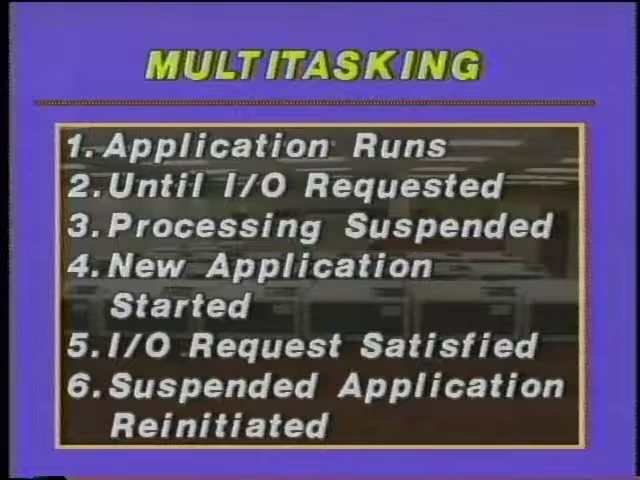 MULTITASKING
1. Application Runs
2. Until I/O Requested
3. Processing Suspended
4. New Application
Started
5. I/O Request Satisfied
6. Suspended Application
Reinitiated